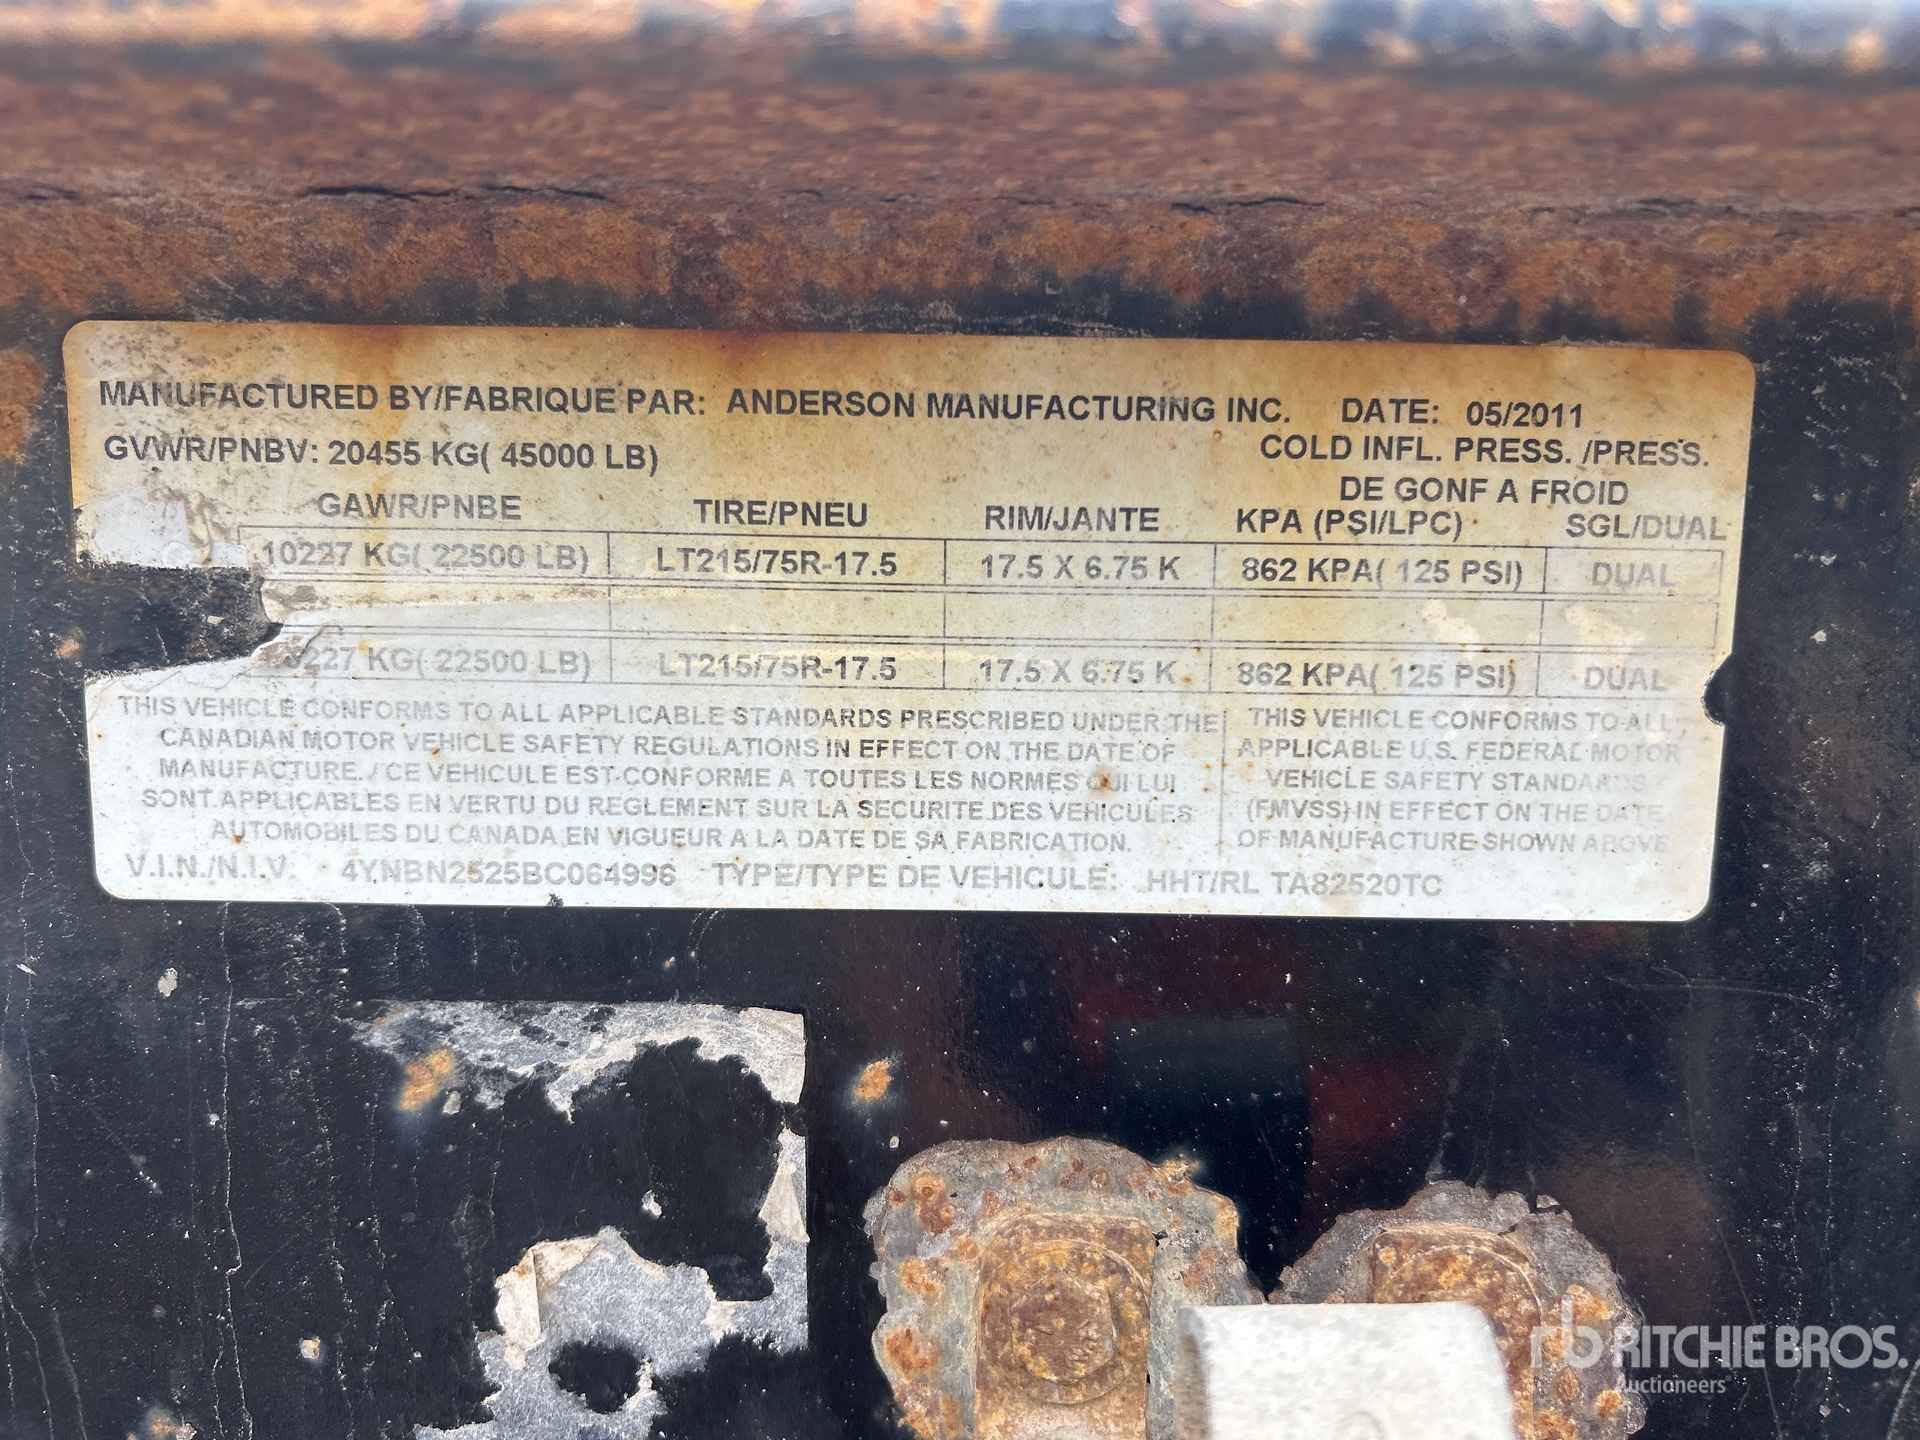 MANUFACTURED BY/FABRIQUE PAR: ANDERSON MANUFACTURING INC. DATE: 05/2011
GVWR/PNBV: 20455 KG( 45000 LB) COLD INFL. PRESS. /PRESS.
DE GONF A FROID
GAWR/PNBE TIRE/PNEU RIM/JANTE KPA (PSI/LPC) SGL/DUAL
10227 KG( 22500 LB) LT215/75R-17.5 17.5 X 6.75 K 862 KPA( 125 PSI) DUAL
10227 KG( 22500 LB) LT215/75R-17.5 17.5 X 6.75 K 862 KPA( 125 PSI) DUAL
THIS VEHICLE CONFORMS TO ALL APPLICABLE STANDARDS PRESCRIBED UNDER THE
CANADIAN MOTOR VEHICLE SAFETY REGULATIONS IN EFFECT ON THE DATE OF
MANUFACTURE. / CE VEHICULE EST CONFORME A TOUTES LES NORMES QUI LUI
SONT APPLICABLES EN VERTU DU REGLEMENT SUR LA SECURITE DES VEHICULES
AUTOMOBILES DU CANADA EN VIGUEUR A LA DATE DE SA FABRICATION.
THIS VEHICLE CONFORMS TO ALL
APPLICABLE U.S. FEDERAL MOTOR
VEHICLE SAFETY STANDARDS
(FMVSS) IN EFFECT ON THE DATE
OF MANUFACTURE SHOWN ABOVE
V.I.N./N.I.V: 4YNBN2525BC064996 TYPE/TYPE DE VEHICULE: HHT/RL TA82520TC
rb RITCHIE BROS.
Auctioneers